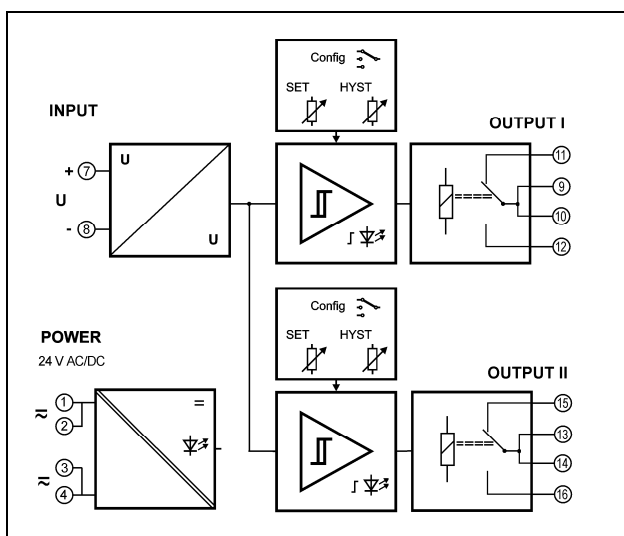 Config
SET HYST
INPUT
OUTPUT I
U
+ 7
U
- 8
U
11
9
10
12
Config
SET HYST
POWER
24 V AC/DC
OUTPUT II
1
2
3
4
=
15
13
14
16